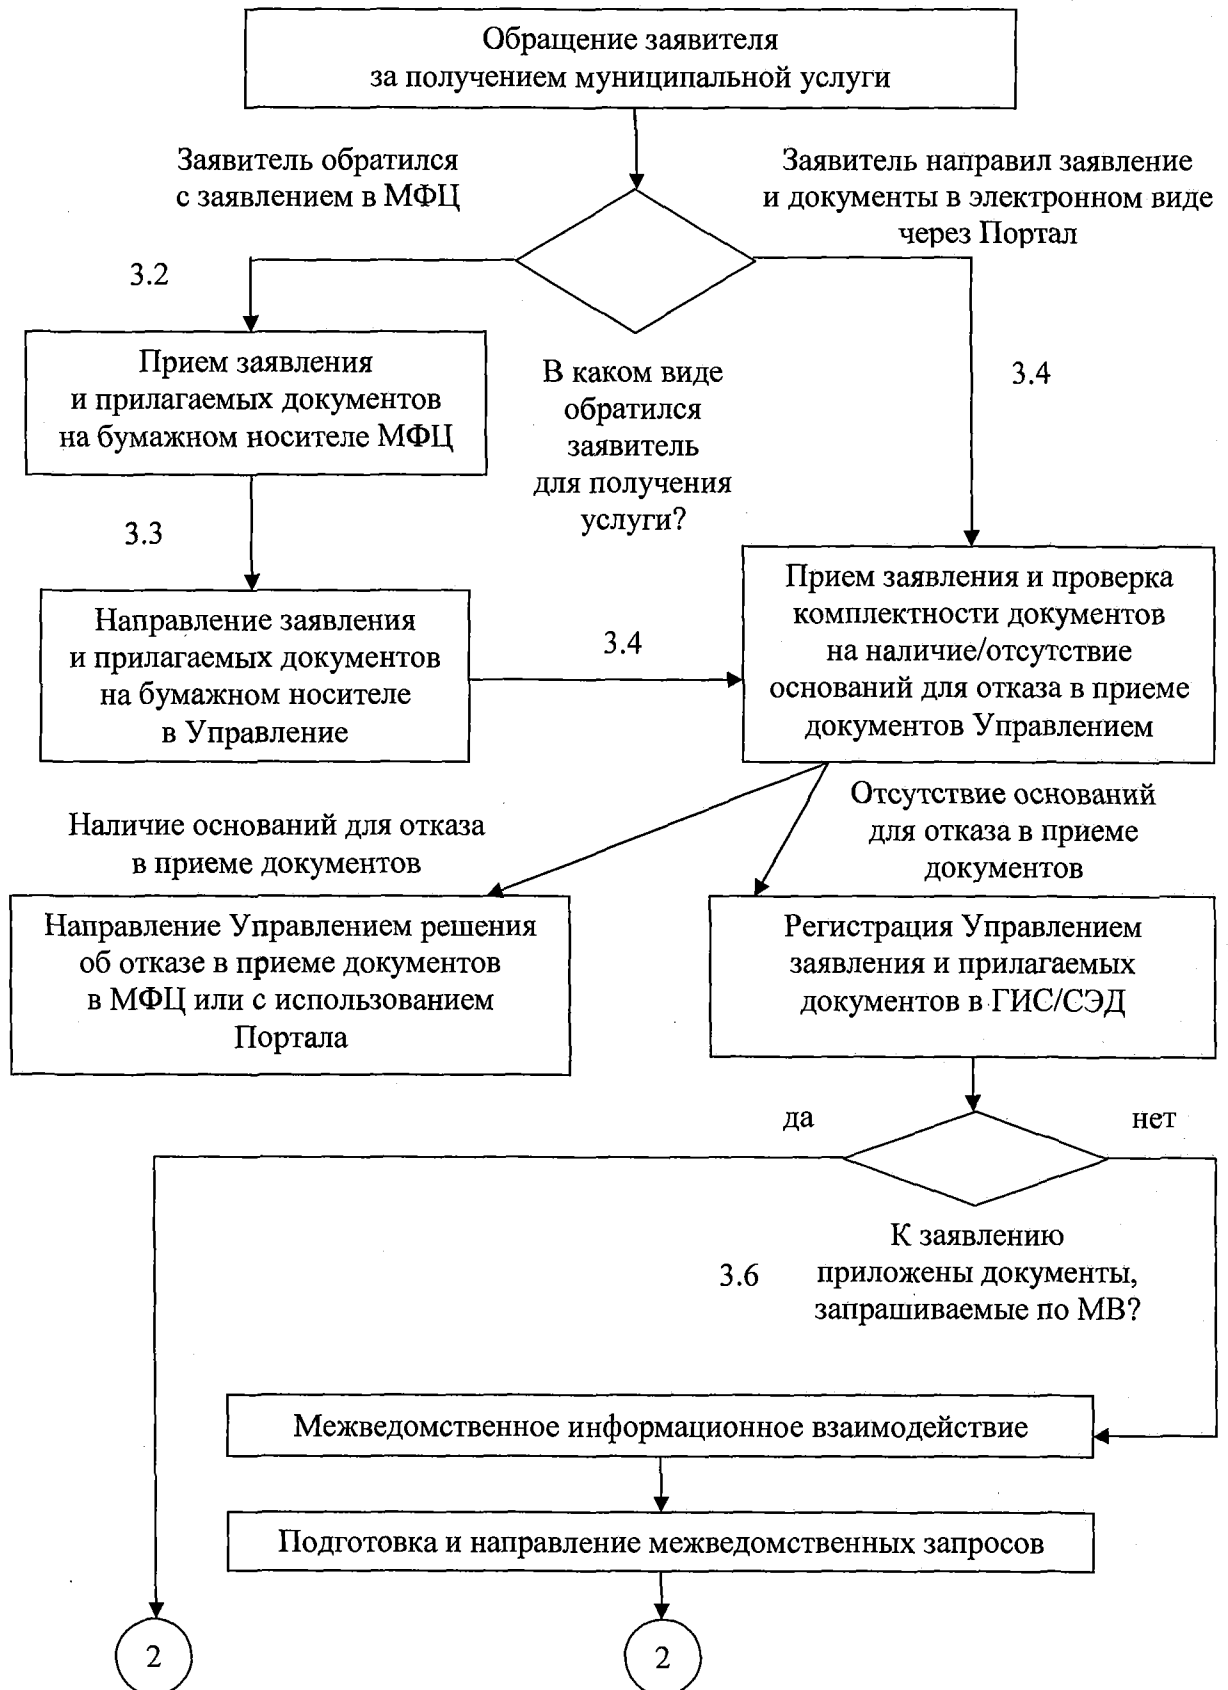 Обращение заявителя
за получением муниципальной услуги
Заявитель обратился
с заявлением в МФЦ
Заявитель направил заявление
и документы в электронном виде
через Портал
3.2
Прием заявления
и прилагаемых документов
на бумажном носителе МФЦ
В каком виде
обратился
заявитель
для получения
услуги?
3.4
3.3
Направление заявления
и прилагаемых документов
на бумажном носителе
в Управление
3.4
Прием заявления и проверка
комплектности документов
на наличие/отсутствие
оснований для отказа в приеме
документов Управлением
Наличие оснований для отказа
в приеме документов
Отсутствие оснований
для отказа в приеме
документов
Направление Управлением решения
об отказе в приеме документов
в МФЦ или с использованием
Портала
Регистрация Управлением
заявления и прилагаемых
документов в ГИС/СЭД
да
нет
3.6
К заявлению
приложены документы,
запрашиваемые по МВ?
Межведомственное информационное взаимодействие
Подготовка и направление межведомственных запросов
2
2